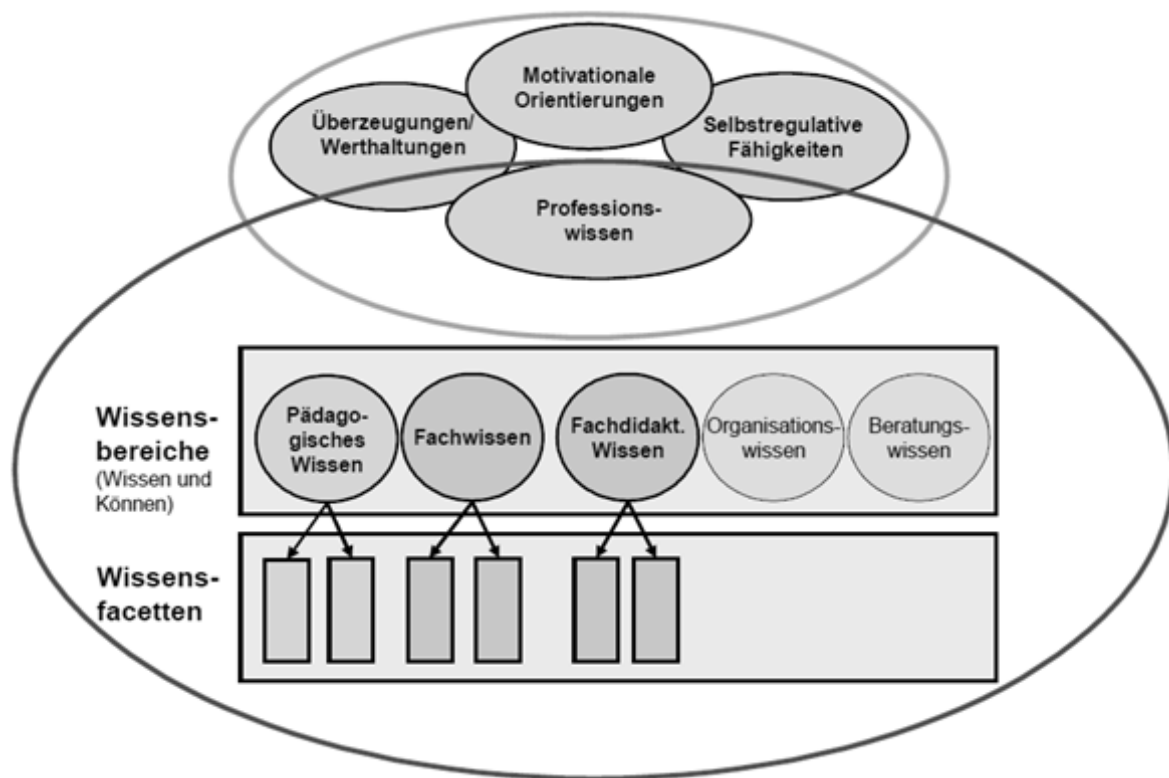 Motivationale
Orientierungen
Überzeugungen/
Werthaltungen
Selbstregulative
Fähigkeiten
Professions-
wissen
Wissens-
bereiche
(Wissen und
Können)
Pädago-
gisches
Wissen
Fachwissen
Fachdidakt.
Wissen
Organisations-
wissen
Beratungs-
wissen
Wissens-
facetten